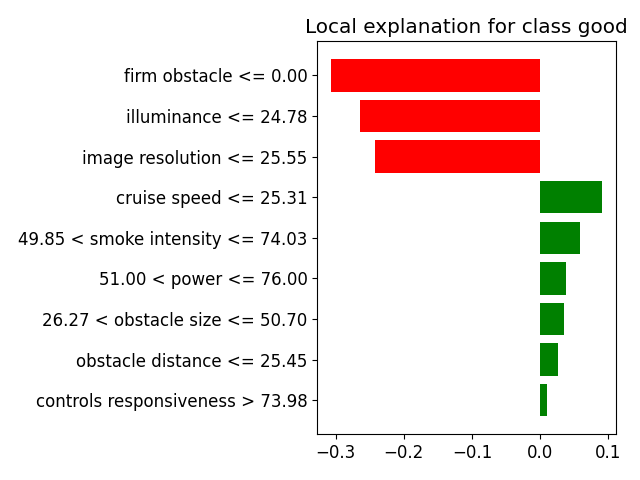 Local explanation for class good
firm obstacle <= 0.00
illuminance <= 24.78
image resolution <= 25.55
cruise speed <= 25.31
49.85 < smoke intensity <= 74.03
51.00 < power <= 76.00
26.27 < obstacle size <= 50.70
obstacle distance <= 25.45
controls responsiveness > 73.98
−0.3 −0.2 −0.1 0.0 0.1